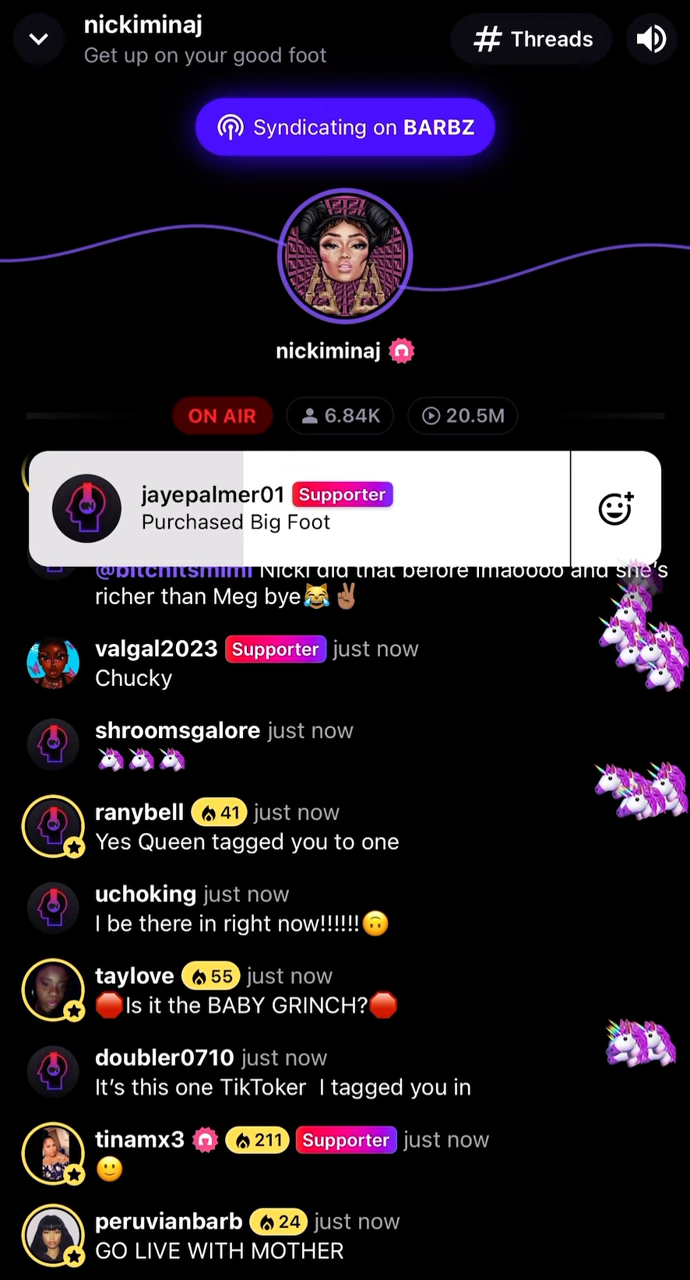 nickiminaj
Get up on your good foot
# Threads
Syndicating on BARBZ
nickiminaj
ON AIR 6.84K 20.5M
jayepalmer01 Supporter
Purchased Big Foot
@bitchitsmimi Nicki did that before lmaoooo and she's
richer than Meg bye😹✌🏽
valgal2023 Supporter just now
Chucky
shroomsgalore just now
🦄🦄🦄
ranybell 41 just now
Yes Queen tagged you to one
uchoking just now
I be there in right now!!!!!!🙃
taylove 55 just now
🛑Is it the BABY GRINCH?🛑
doubler0710 just now
It's this one TikToker  I tagged you in
tinamx3 211 Supporter just now
🙂
peruvianbarb 24 just now
GO LIVE WITH MOTHER